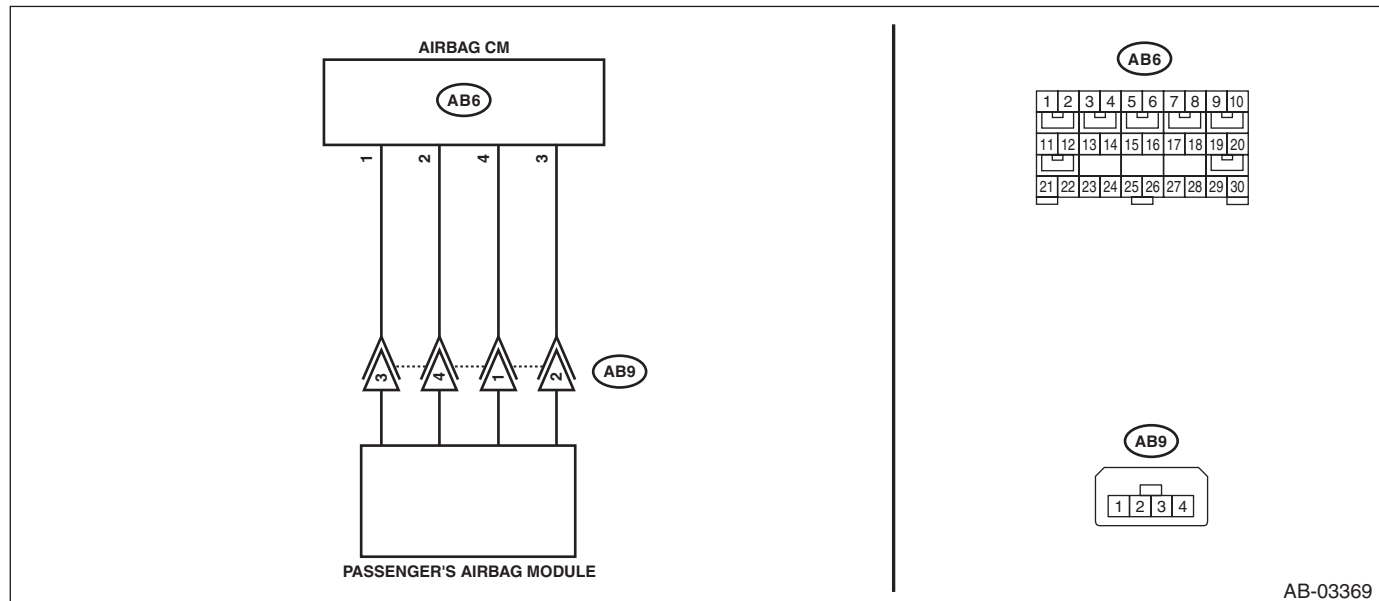 AIRBAG CM
AB6
1 2 4 3
3 4 1 2
AB9
PASSENGER'S AIRBAG MODULE
AB6
1 2 3 4 5 6 7 8 9 10
11 12 13 14 15 16 17 18 19 20
21 22 23 24 25 26 27 28 29 30
AB9
1 2 3 4
AB-03369